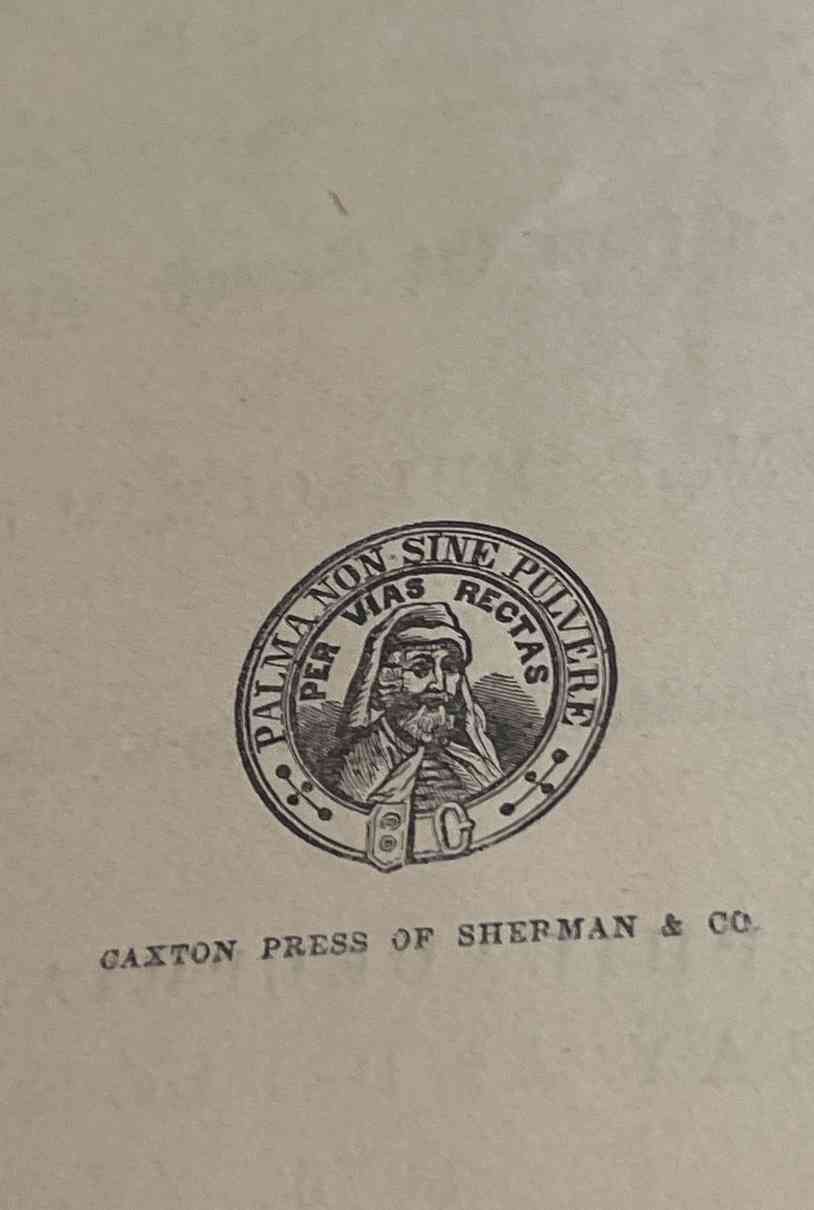 PALMA NON SINE PULVERE
PER VIAS RECTAS
CAXTON PRESS OF SHERMAN & CO.